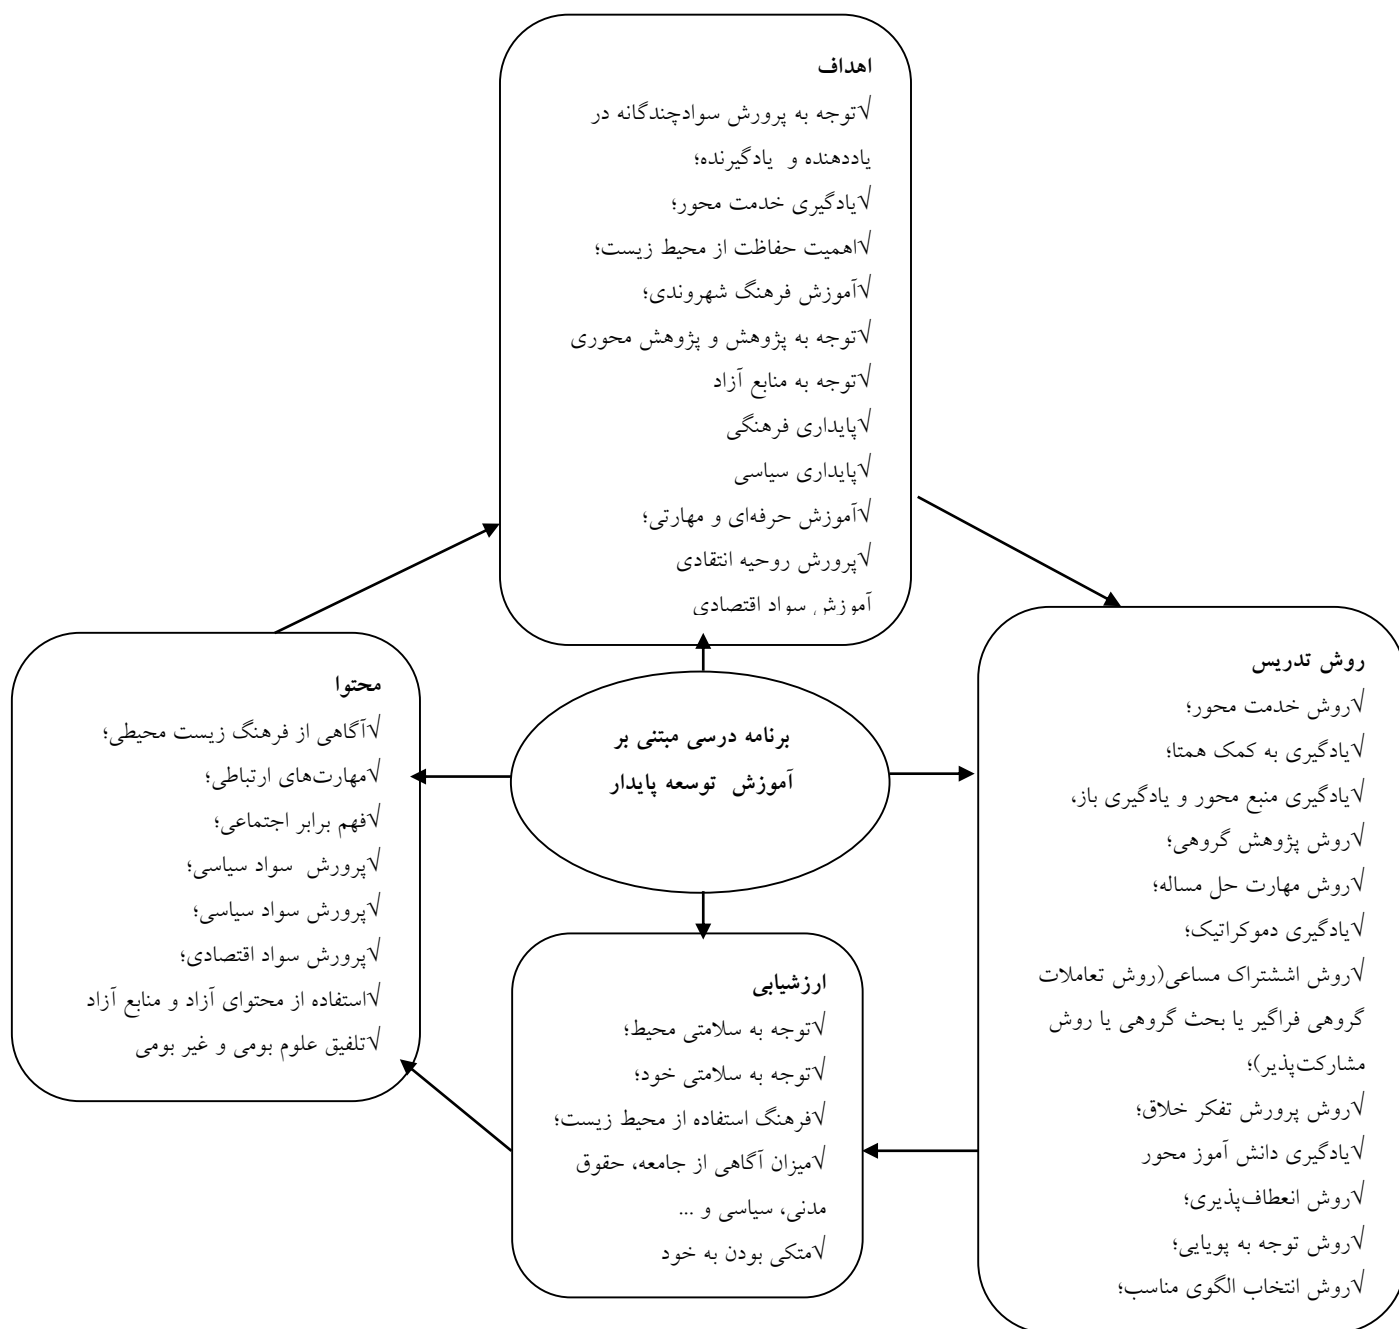 اهداف
√توجه به پرورش سوادچندگانه در
یاددهنده و یادگیرنده؛
√یادگیری خدمت محور؛
√اهمیت حفاظت از محیط زیست؛
√آموزش فرهنگ شهروندی؛
√توجه به پژوهش و پژوهش محوری
√توجه به منابع آزاد
√پایداری فرهنگی
√پایداری سیاسی
√آموزش حرفه‌ای و مهارتی؛
√پرورش روحیه انتقادی
آموزش سواد اقتصادی
برنامه درسی مبتنی بر
آموزش توسعه پایدار
روش تدریس
√روش خدمت محور؛
√یادگیری به کمک همتا؛
√یادگیری منبع محور و یادگیری باز،
√روش پژوهش گروهی؛
√روش مهارت حل مساله؛
√یادگیری دموکراتیک؛
√روش اششتراک مساعی(روش تعاملات
گروهی فراگیر یا بحث گروهی یا روش
مشارکت‌پذیر)؛
√روش پرورش تفکر خلاق؛
√یادگیری دانش آموز محور
√روش انعطاف‌پذیری؛
√روش توجه به پویایی؛
√روش انتخاب الگوی مناسب؛
ارزشیابی
√توجه به سلامتی محیط؛
√توجه به سلامتی خود؛
√فرهنگ استفاده از محیط زیست؛
√میزان آگاهی از جامعه، حقوق
مدنی، سیاسی و ...
√متکی بودن به خود
محتوا
√آگاهی از فرهنگ زیست محیطی؛
√مهارت‌های ارتباطی؛
√فهم برابر اجتماعی؛
√پرورش سواد سیاسی؛
√پرورش سواد سیاسی؛
√پرورش سواد اقتصادی؛
√استفاده از محتوای آزاد و منابع آزاد
√تلفیق علوم بومی و غیر بومی